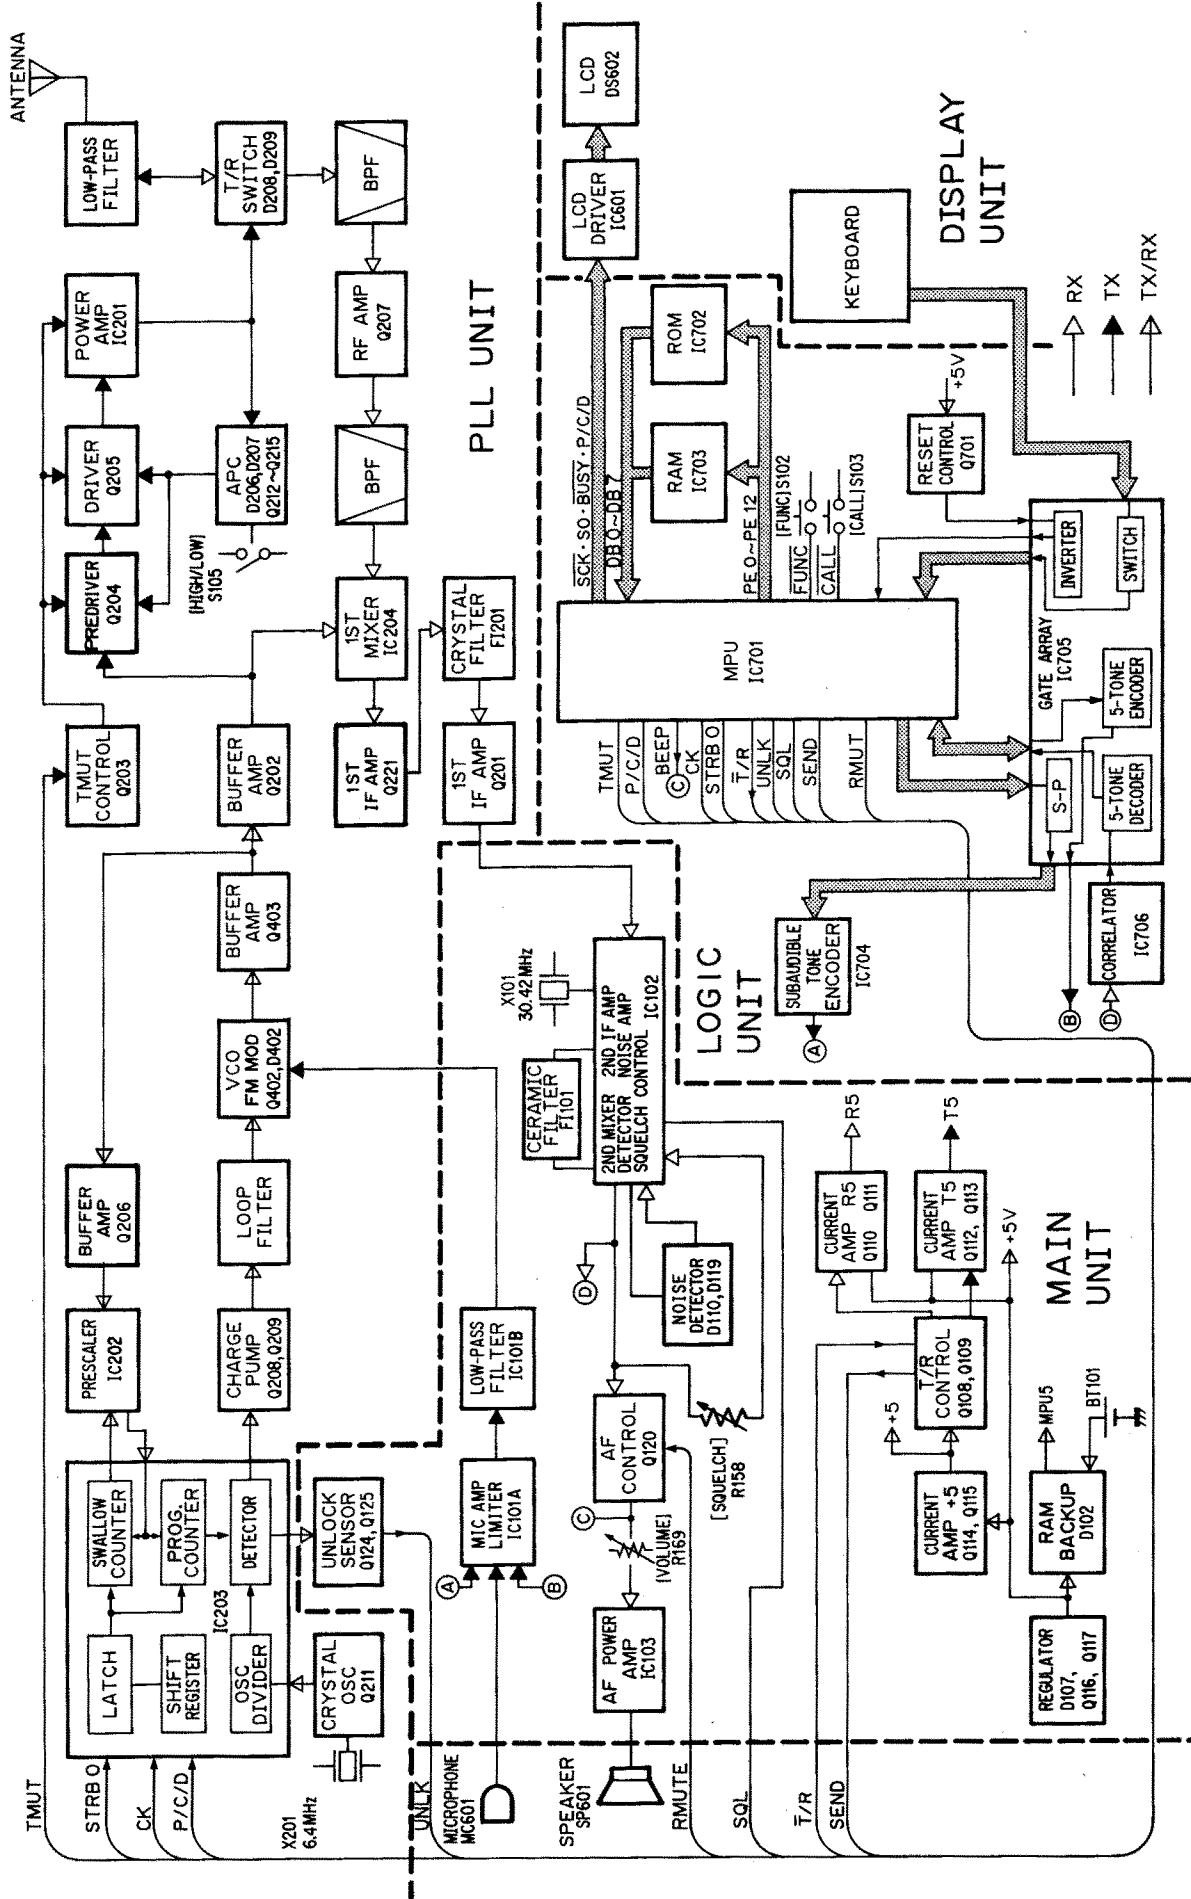 ANTENNA
LOW-PASS
FILTER
T/R
SWITCH
D208,D209
BPF
POWER
AMP
IC201
RF AMP
Q207
DRIVER
Q205
APC
D206,D207
Q212~Q215
BPF
PREDRIVER
Q204
[HIGH/LOW]
S105
1ST
MIXER
IC204
CRYSTAL
FILTER
FI201
TMUT
CONTROL
Q203
BUFFER
AMP
Q202
1ST
IF AMP
Q221
1ST
IF AMP
Q201
BUFFER
AMP
Q403
VCO
FM MOD
Q402,D402
BUFFER
AMP
Q206
LOOP
FILTER
PRESCALER
IC202
CHARGE
PUMP
Q208,Q209
SWALLOW
COUNTER
PROG.
COUNTER
DETECTOR
IC203
LATCH
SHIFT
REGISTER
OSC
DIVIDER
UNLOCK
SENSOR
Q124,Q125
CRYSTAL
OSC
Q211
X201
6.4MHz
TMUT
STRB O
CK
P/C/D
PLL UNIT
LCD
DS602
LCD
DRIVER
IC601
KEYBOARD
DISPLAY
UNIT
RX
TX
TX/RX
SCK·SO·BUSY·P/C/D
DB0~DB7
ROM
IC702
RAM
IC703
PE0~PE12
[FUNC]S102
[CALL]S103
FUNC
CALL
+5V
RESET
CONTROL
Q701
MPU
IC701
INVERTER
SWITCH
GATE ARRAY
IC705
5-TONE
ENCODER
S-P
5-TONE
DECODER
TMUT
P/C/D
BEEP
C
CK
STRB O
T/R
UNLK
SQL
SEND
RMUT
CORRELATOR
IC706
B
D
SUBAUDIBLE
TONE
ENCODER
IC704
A
LOGIC
UNIT
X101
30.42MHz
CERAMIC
FILTER
FI101
2ND MIXER 2ND IF AMP
DETECTOR NOISE AMP
SQUELCH CONTROL
IC102
D
NOISE
DETECTOR
D110,D119
LOW-PASS
FILTER
IC101B
MIC AMP
LIMITER
IC101A
A
B
AF
CONTROL
Q120
C
[SQUELCH]
R158
[VOLUME]
R169
AF POWER
AMP
IC103
UNLK
MICROPHONE
MC601
SPEAKER
SP601
RMUTE
SQL
T/R
SEND
R5
T5
CURRENT
AMP R5
Q110 Q111
CURRENT
AMP T5
Q112, Q113
+5V
MAIN
UNIT
T/R
CONTROL
Q108,Q109
+5
CURRENT
AMP +5
Q114, Q115
MPU5
BT101
RAM
BACKUP
D102
REGULATOR
D107,
Q116, Q117